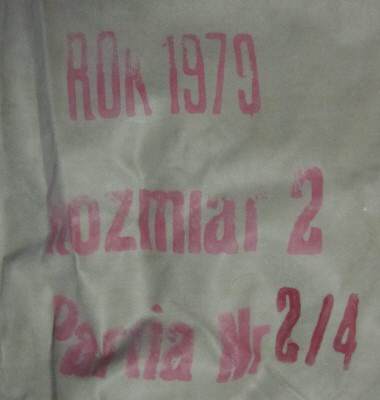 ROK 1979
Rozmiar 2
Partia Nr 2/4